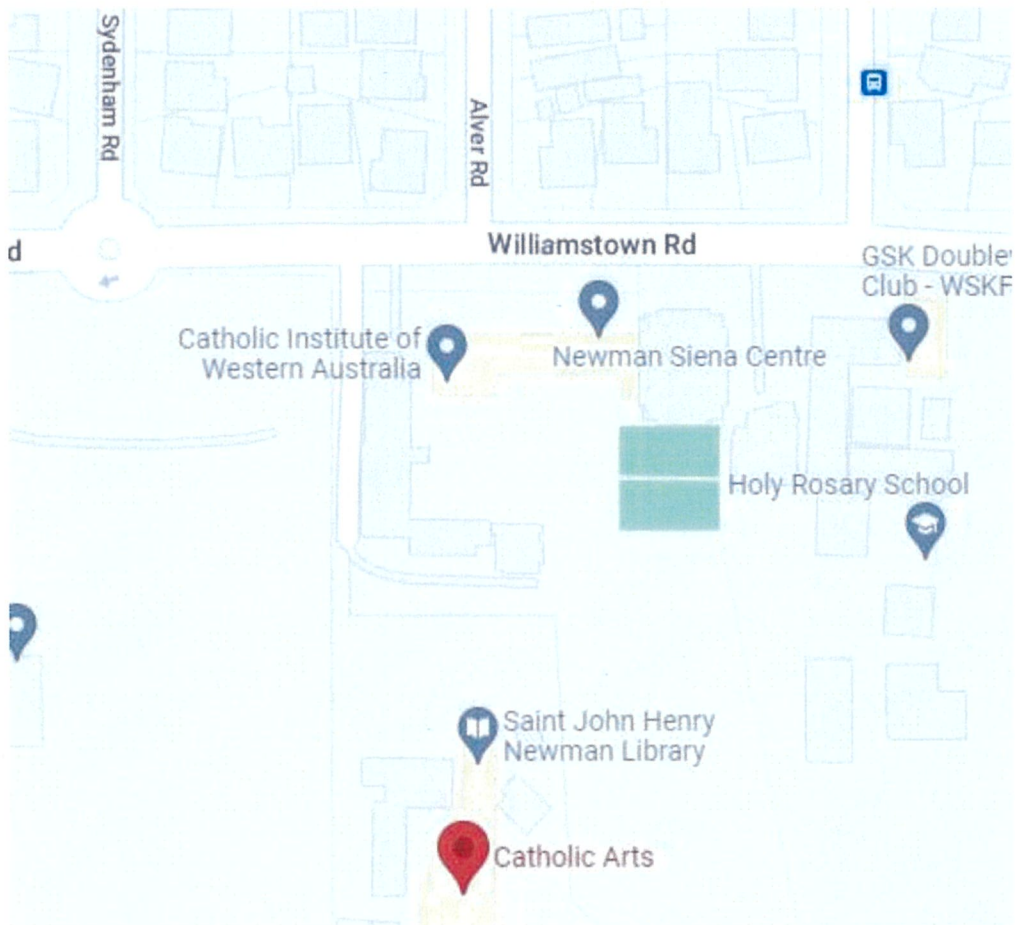 Sydenham Rd
Alver Rd
d
Williamstown Rd
GSK Double
Club - WSKF
Catholic Institute of
Western Australia
Newman Siena Centre
Holy Rosary School
Saint John Henry
Newman Library
Catholic Arts